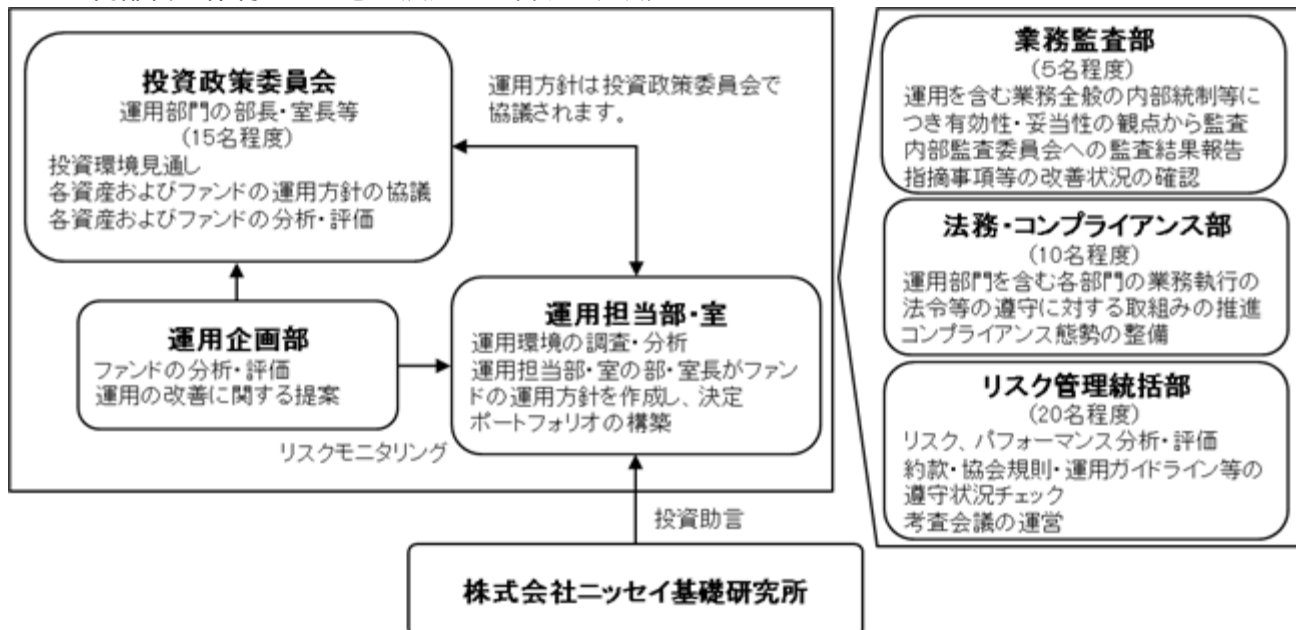 投資政策委員会
運用部門の部長・室長等
(15名程度)
投資環境見通し
各資産およびファンドの運用方針の協議
各資産およびファンドの分析・評価
運用方針は投資政策委員会で
協議されます。
運用企画部
ファンドの分析・評価
運用の改善に関する提案
リスクモニタリング
運用担当部・室
運用環境の調査・分析
運用担当部・室の部・室長がファン
ドの運用方針を作成し、決定
ポートフォリオの構築
投資助言
株式会社ニッセイ基礎研究所
業務監査部
(5名程度)
運用を含む業務全般の内部統制等に
つき有効性・妥当性の観点から監査
内部監査委員会への監査結果報告
指摘事項等の改善状況の確認
法務・コンプライアンス部
(10名程度)
運用部門を含む各部門の業務執行の
法令等の遵守に対する取組みの推進
コンプライアンス態勢の整備
リスク管理統括部
(20名程度)
リスク、パフォーマンス分析・評価
約款・協会規則・運用ガイドライン等の
遵守状況チェック
考査会議の運営